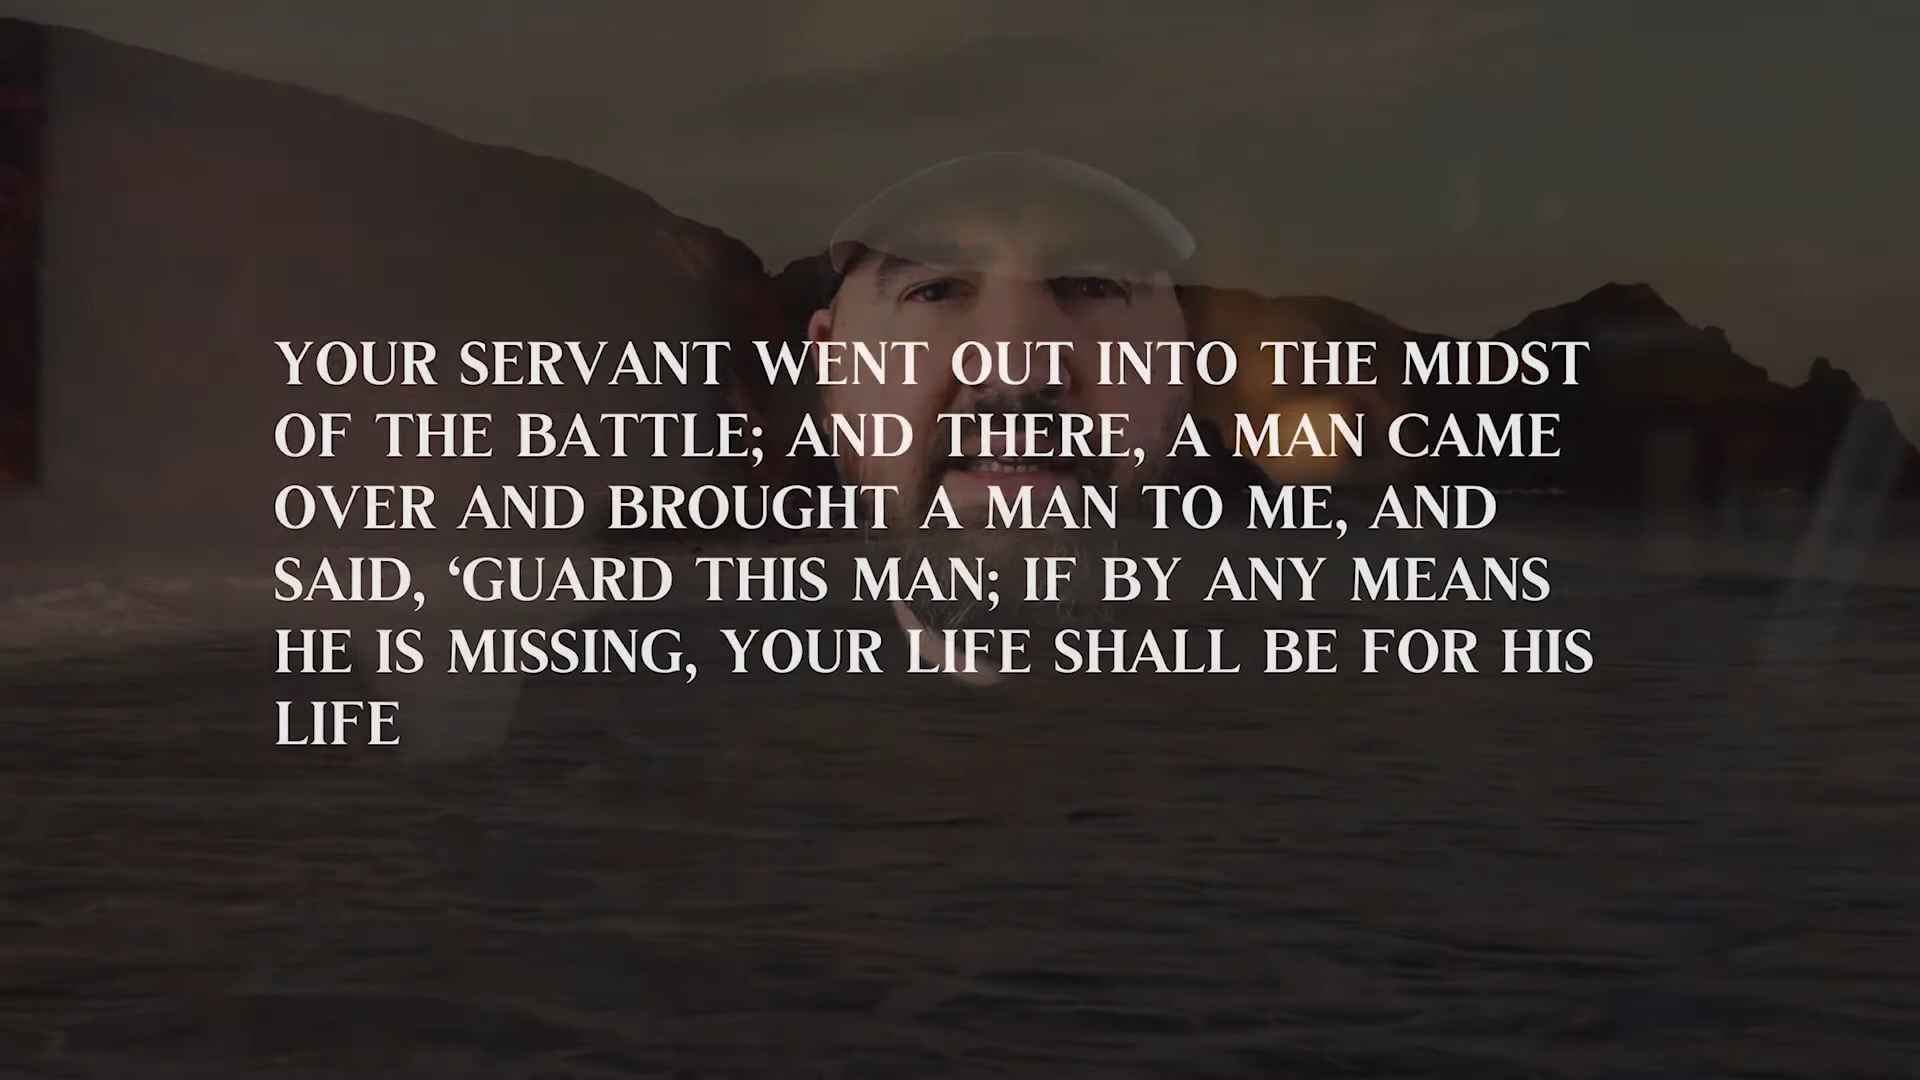 YOUR SERVANT WENT OUT INTO THE MIDST
OF THE BATTLE; AND THERE, A MAN CAME
OVER AND BROUGHT A MAN TO ME, AND
SAID, ‘GUARD THIS MAN; IF BY ANY MEANS
HE IS MISSING, YOUR LIFE SHALL BE FOR HIS
LIFE